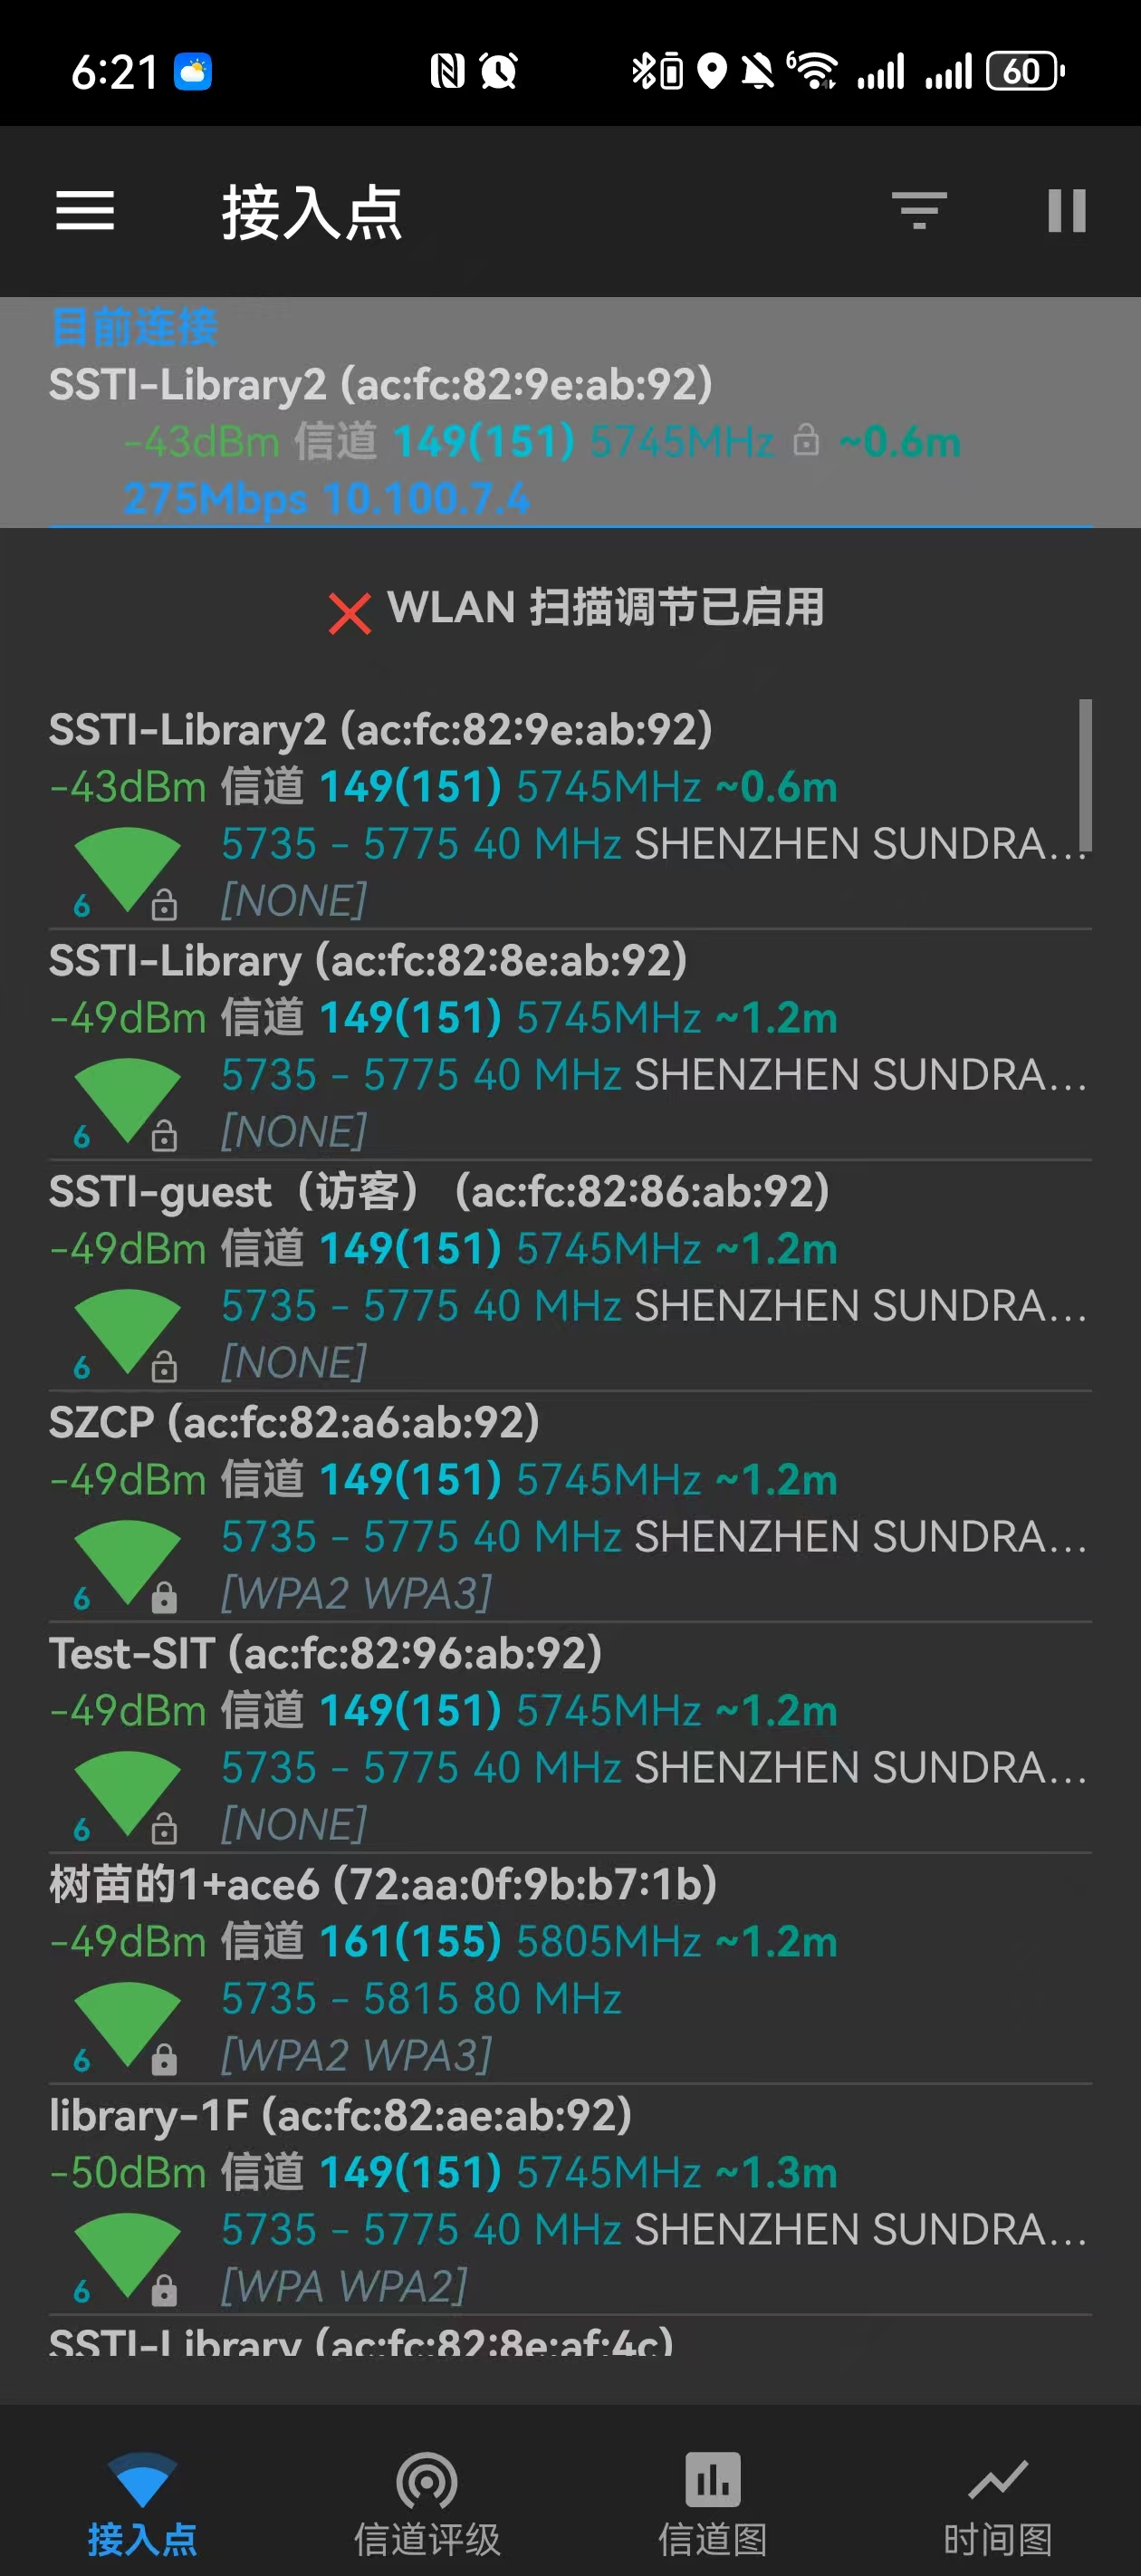 6:21
6
60
接入点
目前连接
SSTI-Library2 (ac:fc:82:9e:ab:92)
-43dBm 信道 149(151) 5745MHz ~0.6m
275Mbps 10.100.7.4
WLAN 扫描调节已启用
SSTI-Library2 (ac:fc:82:9e:ab:92)
-43dBm 信道 149(151) 5745MHz ~0.6m
5735 - 5775 40 MHz SHENZHEN SUNDRA...
6 [NONE]
SSTI-Library (ac:fc:82:8e:ab:92)
-49dBm 信道 149(151) 5745MHz ~1.2m
5735 - 5775 40 MHz SHENZHEN SUNDRA...
6 [NONE]
SSTI-guest（访客） (ac:fc:82:86:ab:92)
-49dBm 信道 149(151) 5745MHz ~1.2m
5735 - 5775 40 MHz SHENZHEN SUNDRA...
6 [NONE]
SZCP (ac:fc:82:a6:ab:92)
-49dBm 信道 149(151) 5745MHz ~1.2m
5735 - 5775 40 MHz SHENZHEN SUNDRA...
6 [WPA2 WPA3]
Test-SIT (ac:fc:82:96:ab:92)
-49dBm 信道 149(151) 5745MHz ~1.2m
5735 - 5775 40 MHz SHENZHEN SUNDRA...
6 [NONE]
树苗的1+ace6 (72:aa:0f:9b:b7:1b)
-49dBm 信道 161(155) 5805MHz ~1.2m
5735 - 5815 80 MHz
6 [WPA2 WPA3]
library-1F (ac:fc:82:ae:ab:92)
-50dBm 信道 149(151) 5745MHz ~1.3m
5735 - 5775 40 MHz SHENZHEN SUNDRA...
6 [WPA WPA2]
SSTI-Library (ac:fc:82:8e:af:4c)
接入点 信道评级 信道图 时间图